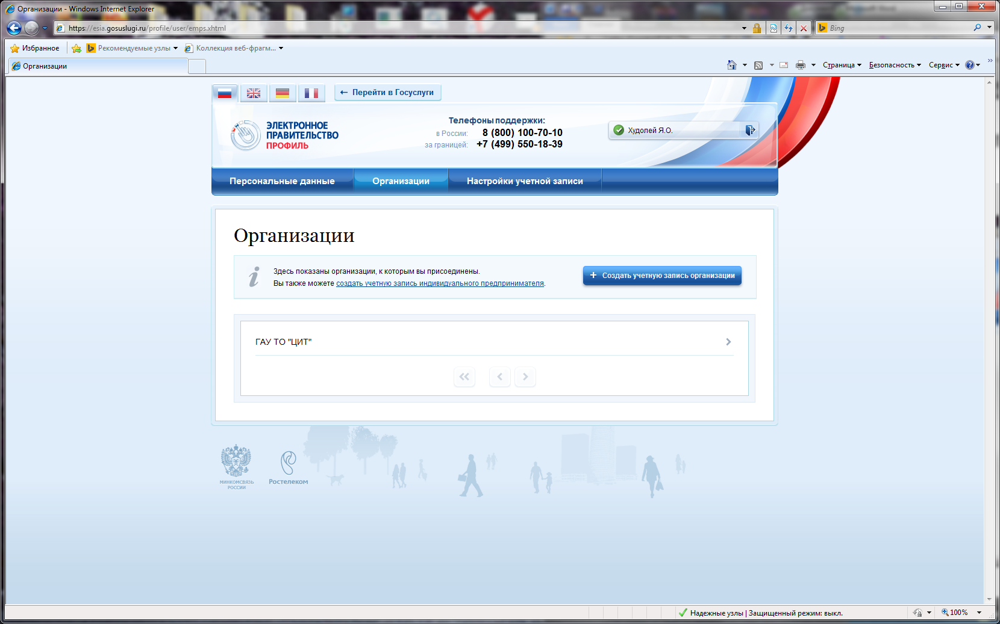 Организации - Windows Internet Explorer
https://esia.gosuslugi.ru/profile/user/emps.xhtml
Bing
Избранное
Рекомендуемые узлы
Коллекция веб-фрагм...
Организации
Страница
Безопасность
Сервис
Перейти в Госуслуги
ЭЛЕКТРОННОЕ
ПРАВИТЕЛЬСТВО
ПРОФИЛЬ
Телефоны поддержки:
в России: 8 (800) 100-70-10
за границей: +7 (499) 550-18-39
Худолей Я.О.
Персональные данные
Организации
Настройки учетной записи
Организации
Здесь показаны организации, к которым вы присоединены.
Вы также можете создать учетную запись индивидуального предпринимателя.
+ Создать учетную запись организации
ГАУ ТО "ЦИТ"
МИНКОМСВЯЗЬ
РОССИИ
Ростелеком
Надежные узлы | Защищенный режим: выкл.
100%